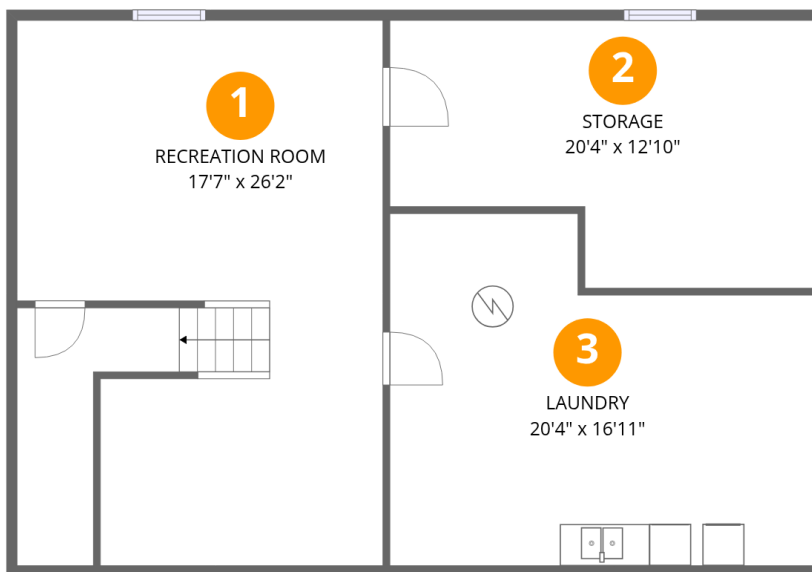 1
RECREATION ROOM
17'7" x 26'2"
2
STORAGE
20'4" x 12'10"
3
LAUNDRY
20'4" x 16'11"